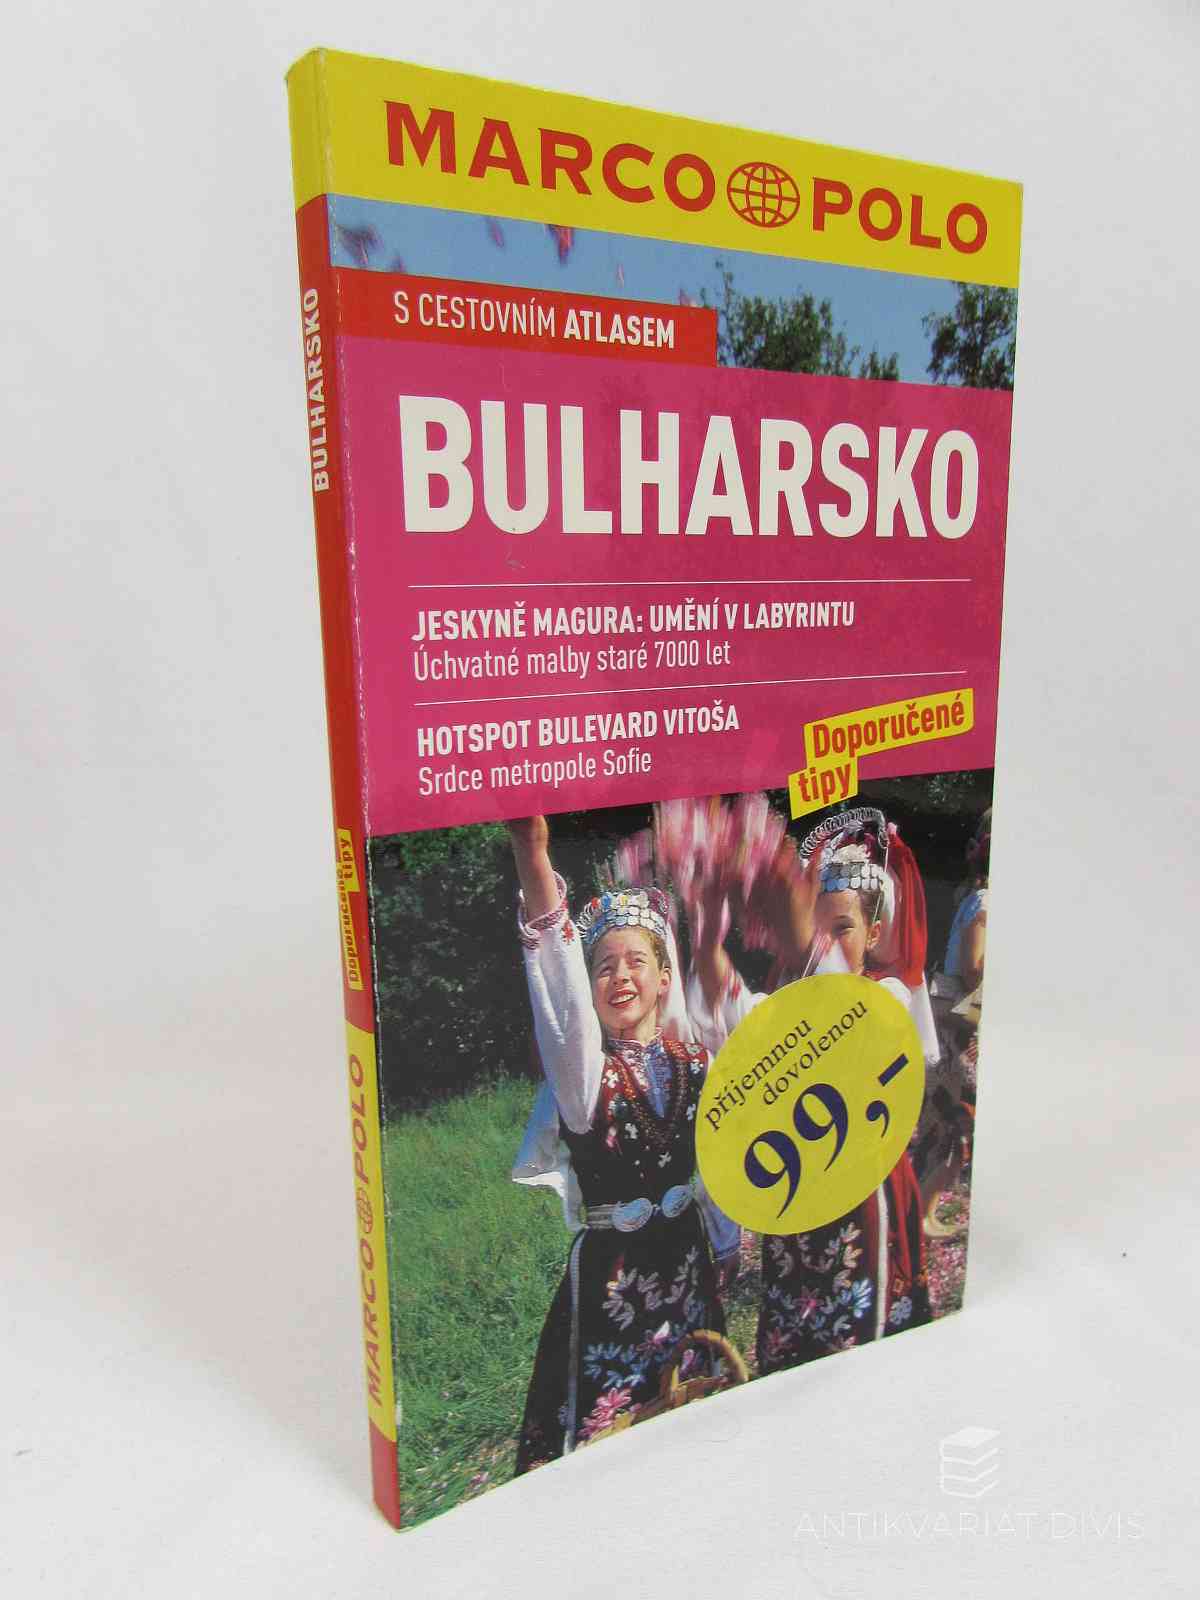 MARCO POLO
S CESTOVNÍM ATLASEM
BULHARSKO
JESKYNĚ MAGURA: UMĚNÍ V LABYRINTU
Úchvatné malby staré 7000 let
HOTSPOT BULEVARD VITOŠA
Srdce metropole Sofie
Doporučené
tipy
příjemnou
dovolenou
99,-
BULHARSKO
Doporučené
tipy
MARCO POLO
ANTIKVARIAT DIVIS